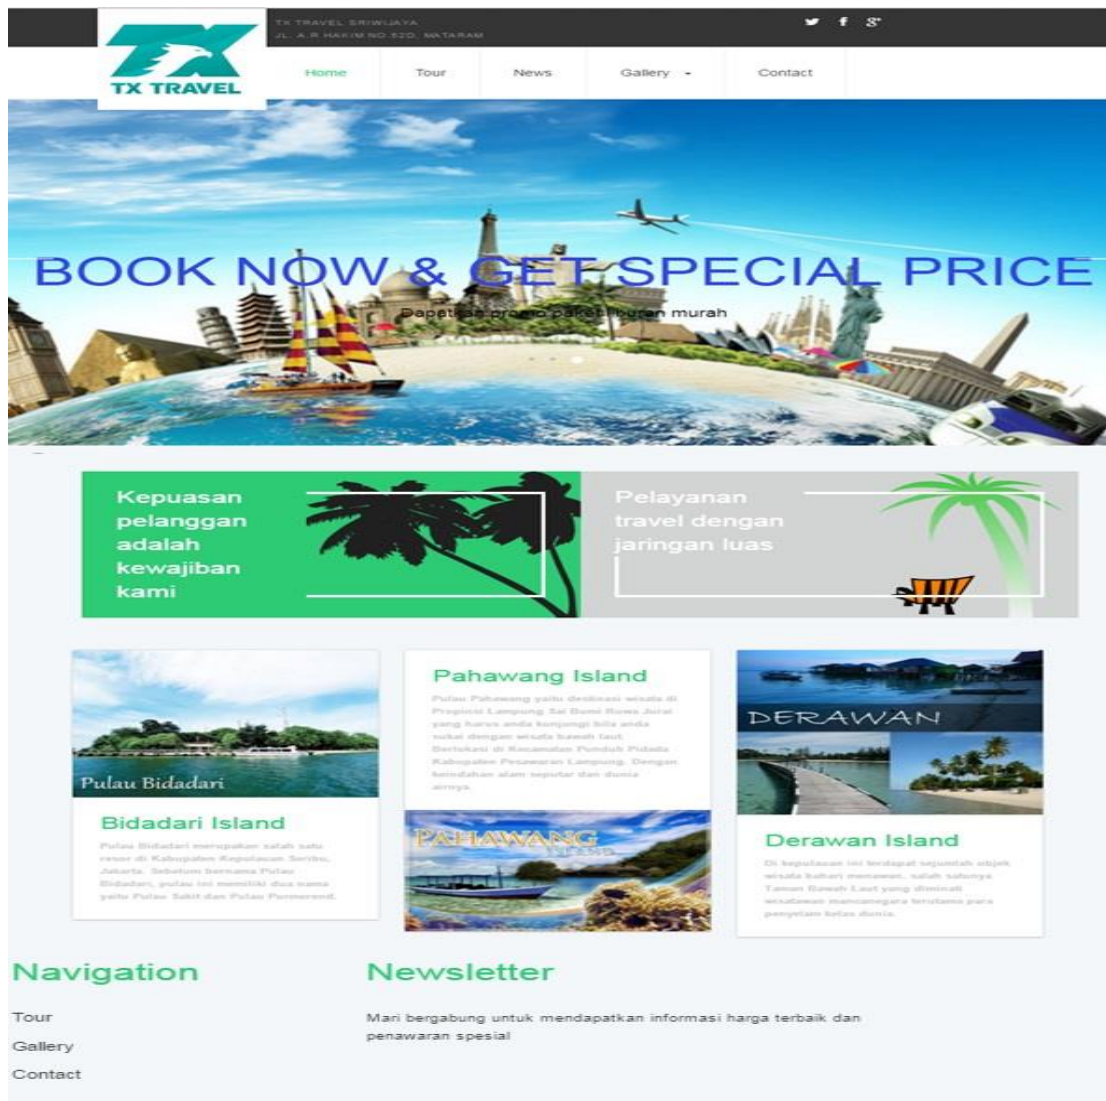 TX TRAVEL SRIWIJAYA
JL. A.R HAKIM NO.52D, MATARAM
TX TRAVEL
Home
Tour
News
Gallery
Contact
BOOK NOW & GET SPECIAL PRICE
Dapatkan promo paket liburan murah
Kepuasan
pelanggan
adalah
kewajiban
kami
Pelayanan
travel dengan
jaringan luas
Pulau Bidadari
Bidadari Island
Pulau Bidadari merupakan salah satu
resor di Kabupaten Kepulauan Seribu,
Jakarta. Sebelum bernama Pulau
Bidadari, pulau ini memiliki dua nama
yaitu Pulau Sakit dan Pulau Purmerend.
Pahawang Island
Pulau Pahawang yaitu destinasi wisata di
Propinsi Lampung Sai Bumi Ruwa Jurai
yang harus anda kunjungi bila anda
sukai dengan wisata bawah laut.
Berlokasi di Kecamatan Punduh Pidada
Kabupaten Pesawaran Lampung. Dengan
keindahan alam seputar dan dunia
airnya.
PAHAWANG
ISLAND
DERAWAN
Derawan Island
Di kepulauan ini terdapat sejumlah objek
wisata bahari menawan, salah satunya
Taman Bawah Laut yang diminati
wisatawan mancanegara terutama para
penyelam kelas dunia.
Navigation
Tour
Gallery
Contact
Newsletter
Mari bergabung untuk mendapatkan informasi harga terbaik dan
penawaran spesial